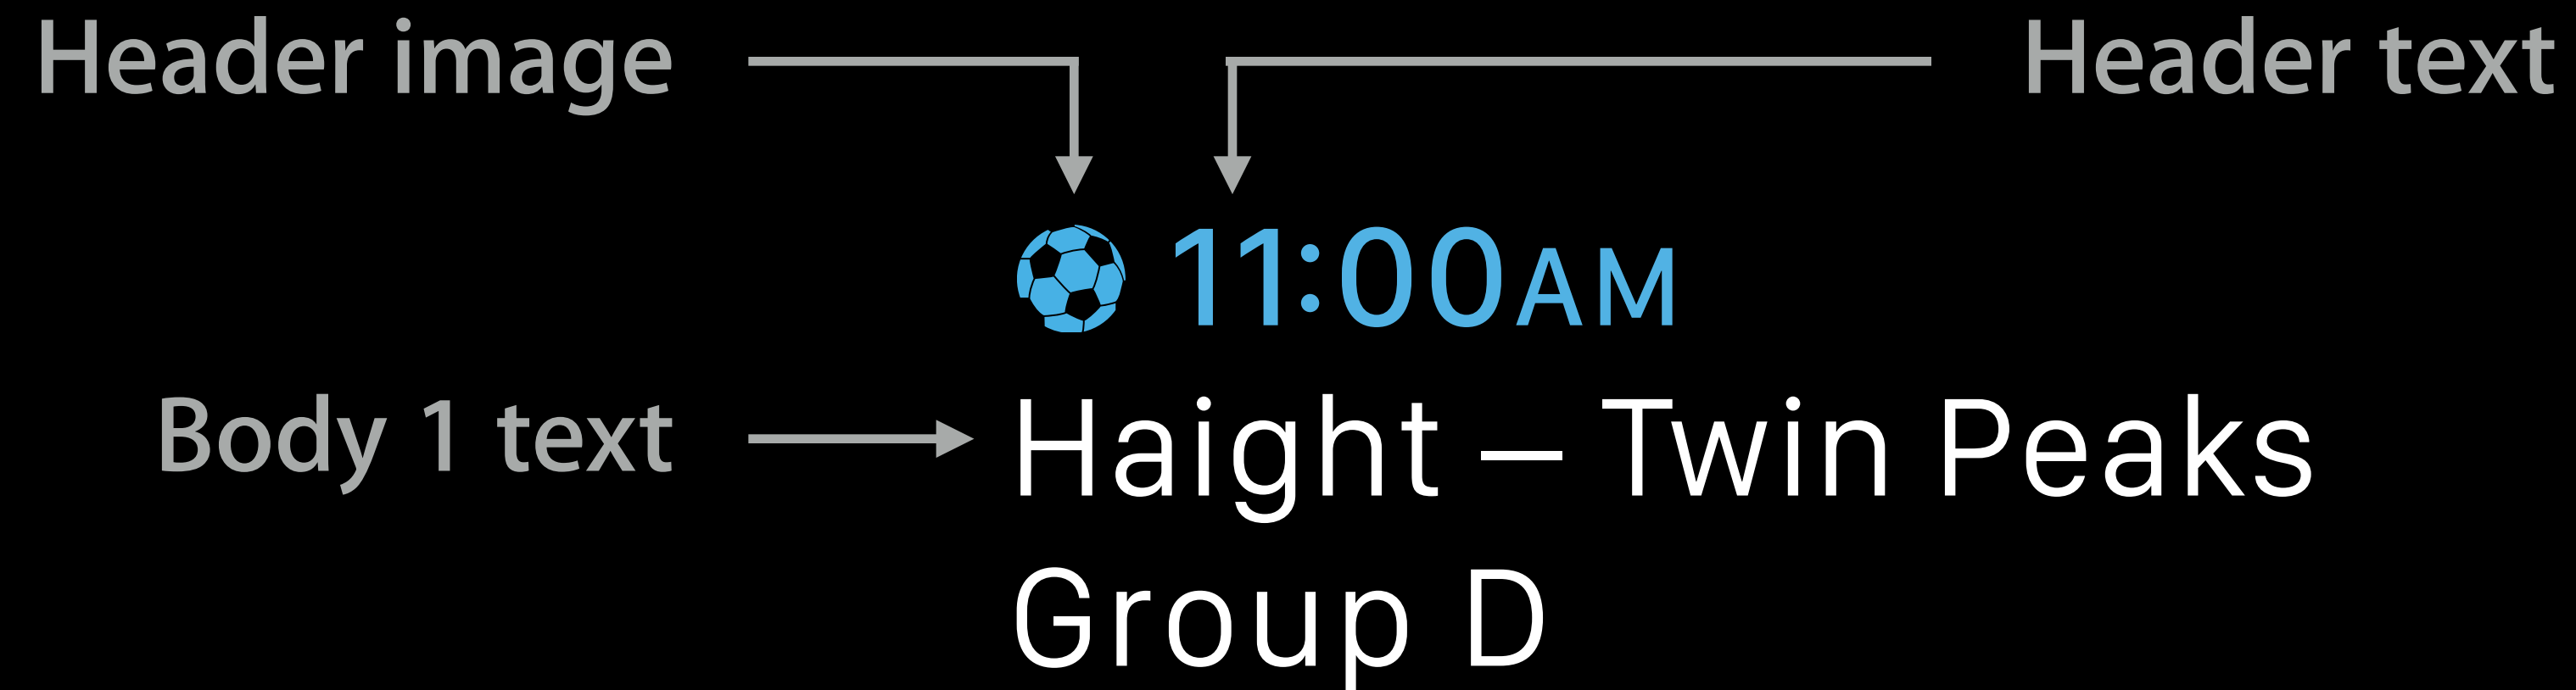 Header image
Header text
11:00AM
Body 1 text
Haight – Twin Peaks
Group D